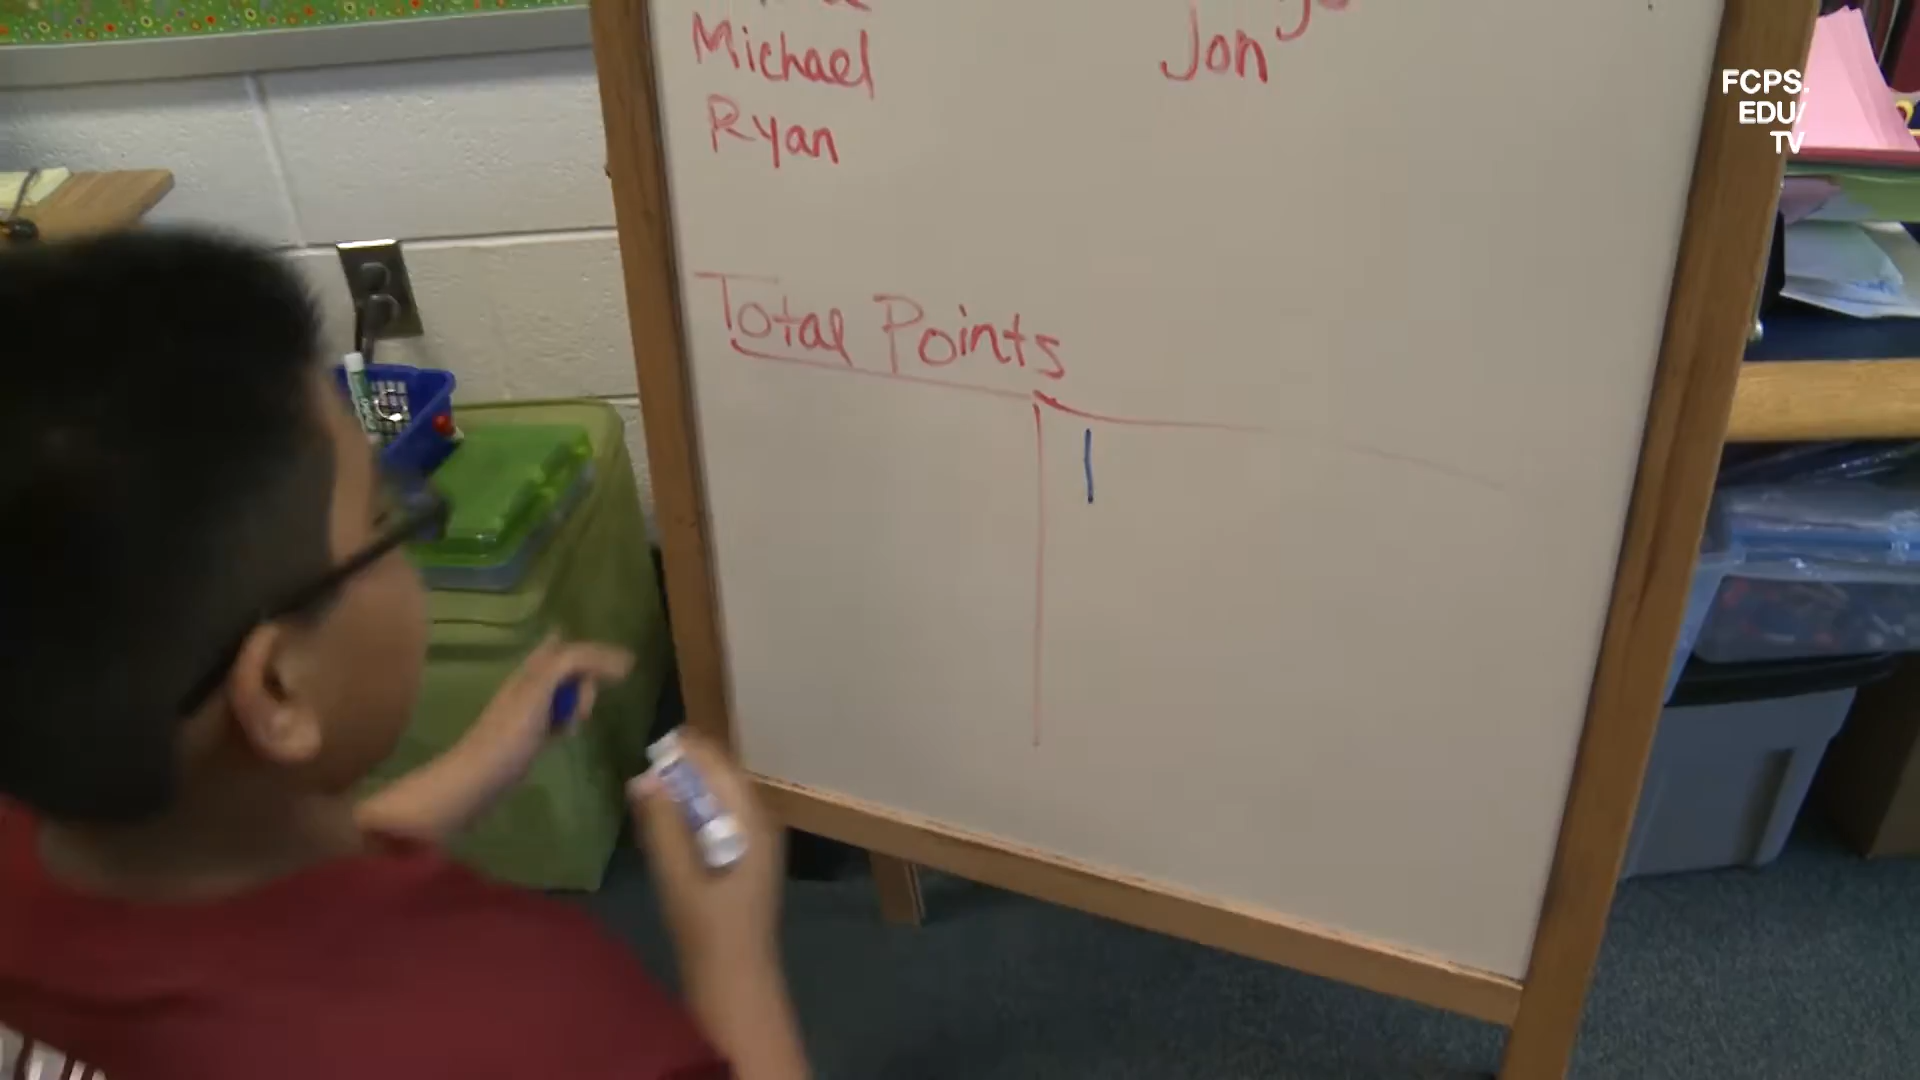 Michael
Ryan
Jon
Total Points
FCPS.
EDU/
TV